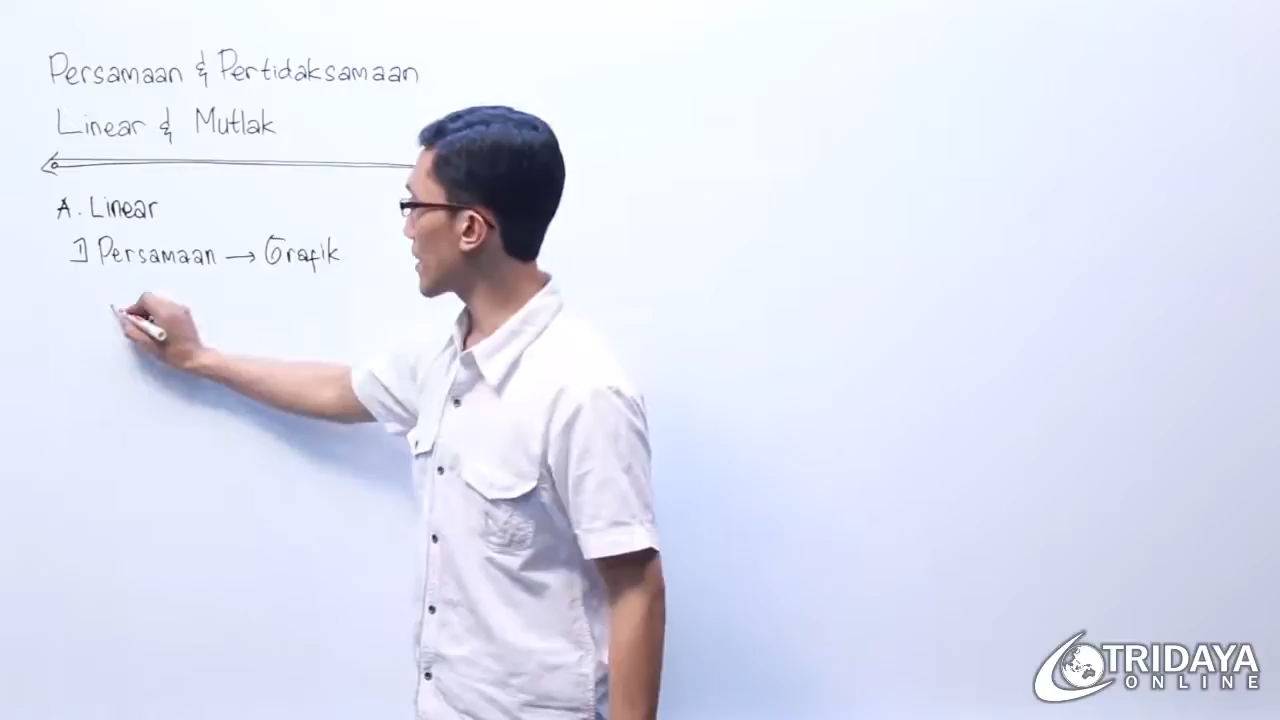 Persamaan & Pertidaksamaan
Linear & Mutlak
A. Linear
1] Persamaan → Grafik
TRIDAYA
ONLINE